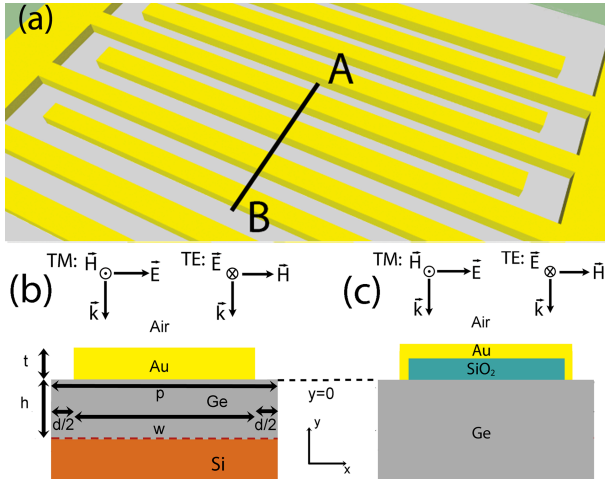 (a)
A
B
(b)
TM: H⃗
E⃗
k⃗
TE: E⃗
H⃗
k⃗
Air
t
Au
h
p
Ge
d/2
w
d/2
Si
y=0
y
x
(c)
TM: H⃗
E⃗
k⃗
TE: E⃗
H⃗
k⃗
Air
Au
SiO₂
Ge